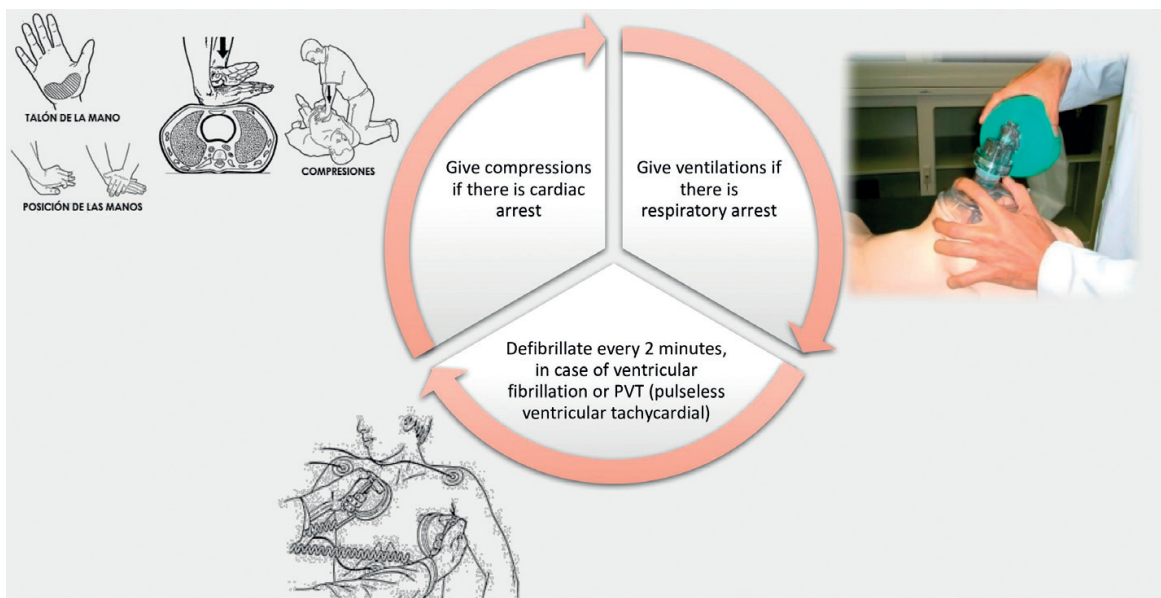 TALÓN DE LA MANO
POSICIÓN DE LAS MANOS
COMPRESIONES
Give compressions
if there is cardiac
arrest
Give ventilations if
there is
respiratory arrest
Defibrillate every 2 minutes,
in case of ventricular
fibrillation or PVT (pulseless
ventricular tachycardial)